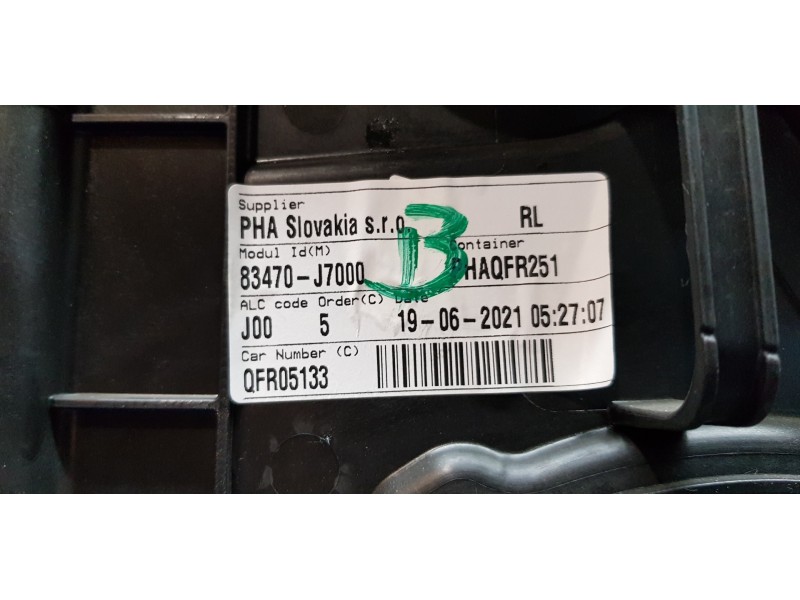 Supplier
PHA Slovakia s.r.o RL
Modul Id(M) Container
83470-J7000 PHAQFR251
B
ALC code Order(C) Date
J00 5 19-06-2021 05:27:07
Car Number (C)
QFR05133